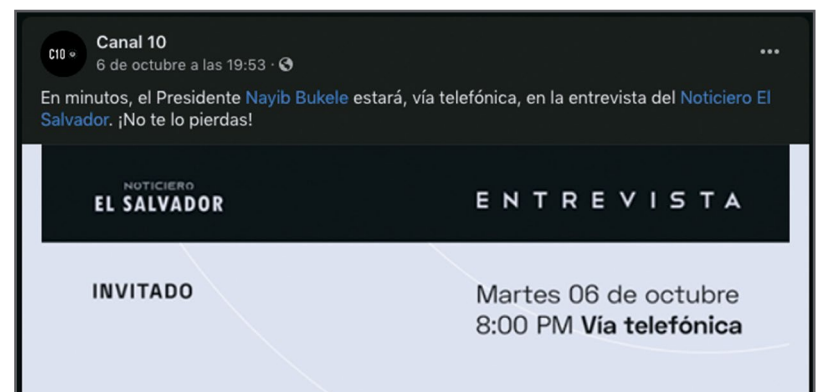 C10
Canal 10
6 de octubre a las 19:53 ·
En minutos, el Presidente Nayib Bukele estará, vía telefónica, en la entrevista del Noticiero El
Salvador. ¡No te lo pierdas!
NOTICIERO
EL SALVADOR
ENTREVISTA
INVITADO
Martes 06 de octubre
8:00 PM Vía telefónica